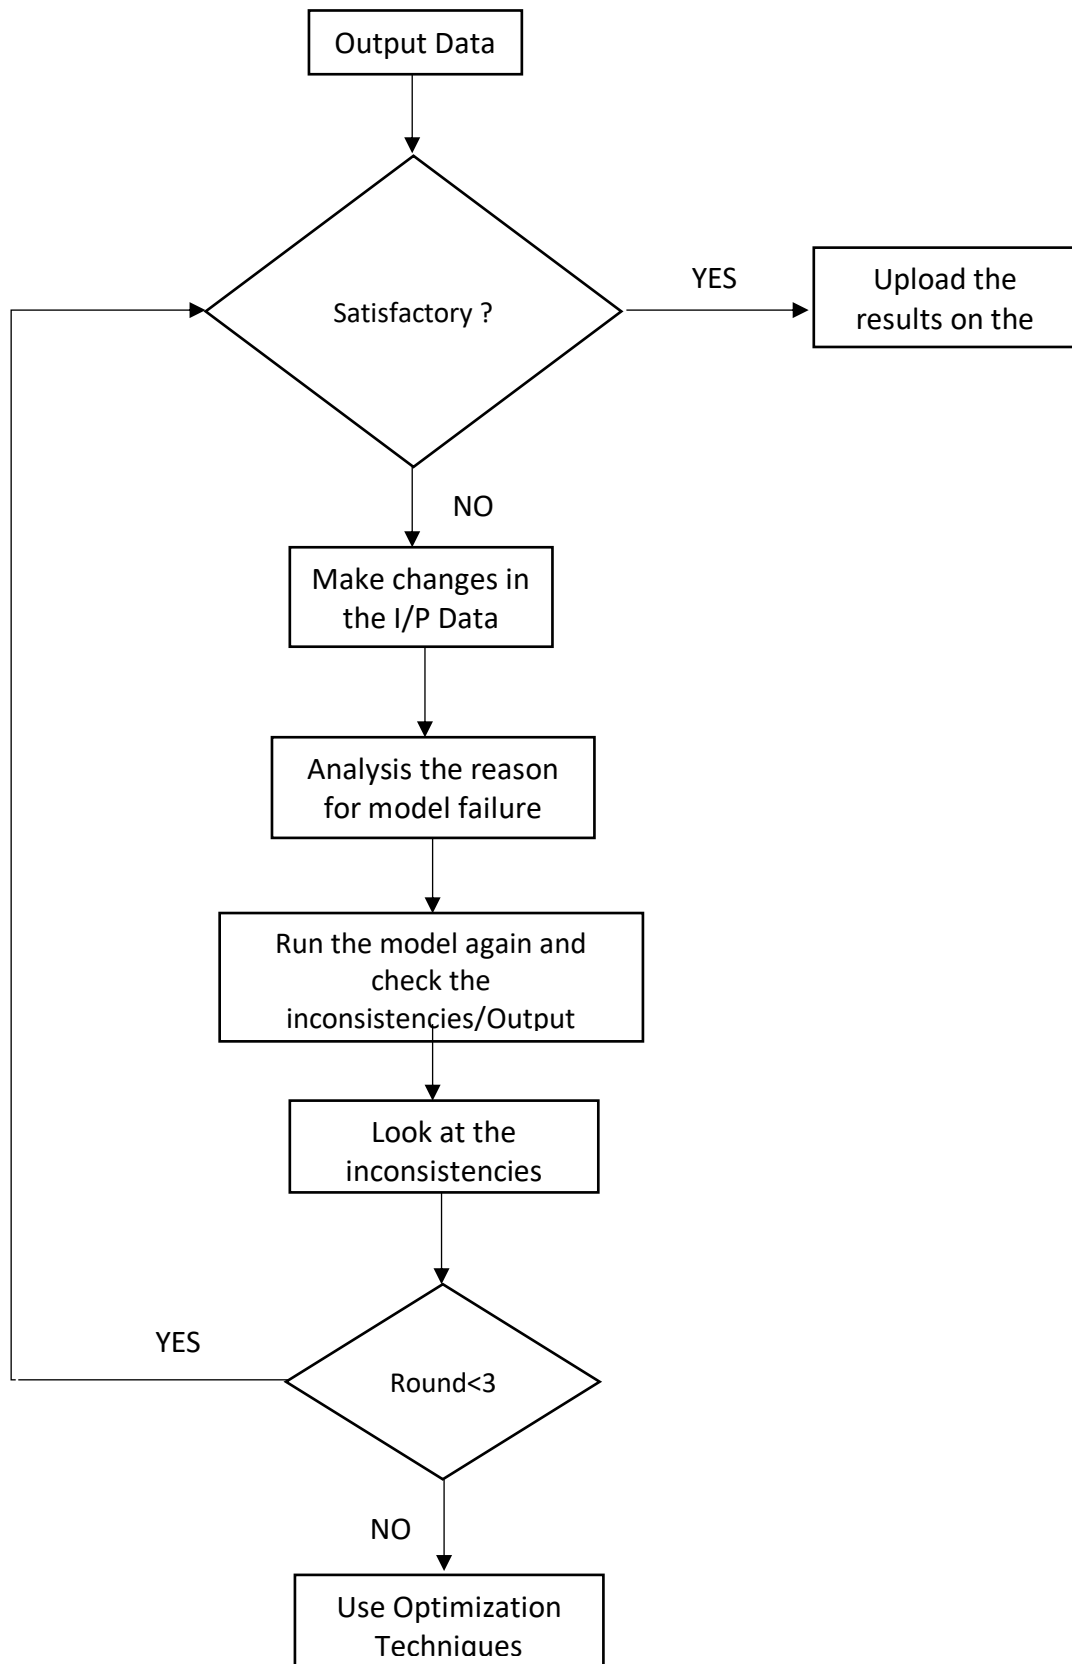 Output Data
Satisfactory ?
YES
Upload the
results on the
NO
Make changes in
the I/P Data
Analysis the reason
for model failure
Run the model again and
check the
inconsistencies/Output
Look at the
inconsistencies
YES
Round<3
NO
Use Optimization
Techniques